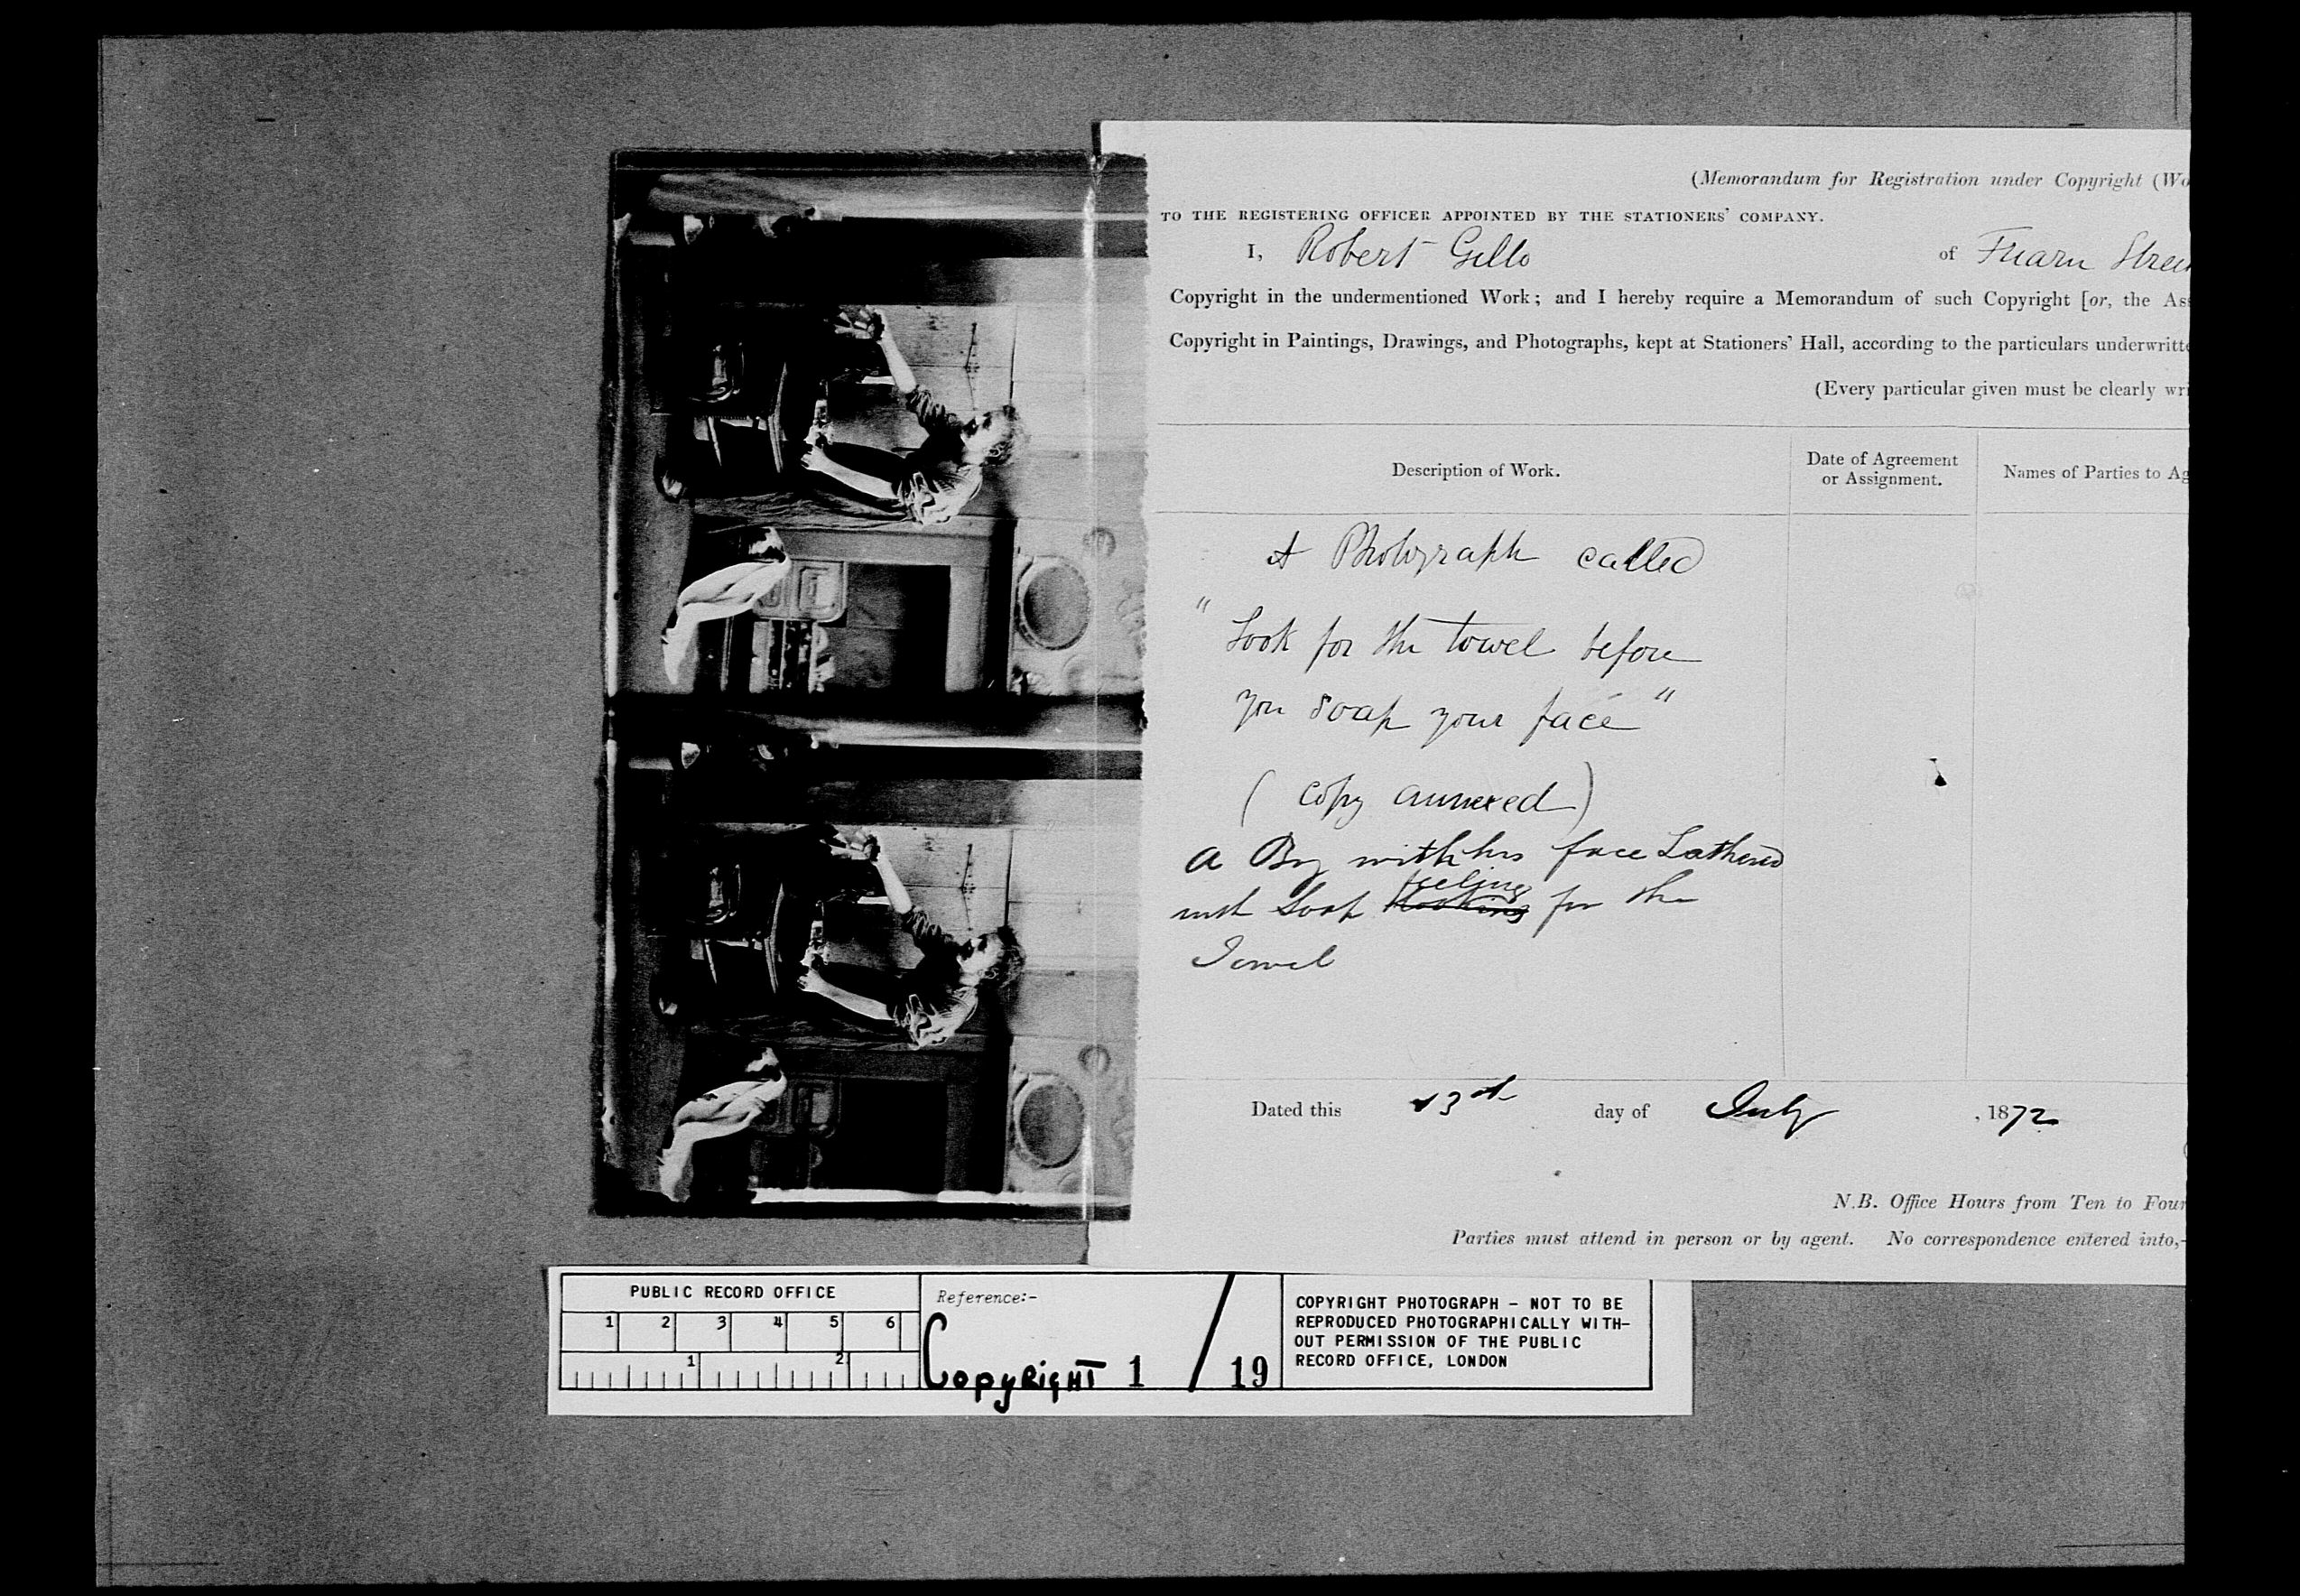 (Memorandum for Registration under Copyright (Wo
TO THE REGISTERING OFFICER APPOINTED BY THE STATIONERS' COMPANY.
I, Robert Gillo of Friarn Stree
Copyright in the undermentioned Work; and I hereby require a Memorandum of such Copyright [or, the Ass
Copyright in Paintings, Drawings, and Photographs, kept at Stationers' Hall, according to the particulars underwritte
(Every particular given must be clearly wri
Description of Work.
Date of Agreement
or Assignment.
Names of Parties to Ag
A Photograph called
"Look for the towel before
you soap your face"
(Copy annexed)
A Boy with his face Lathered
with Soap feeling for the
Towel
Dated this 13th day of July, 1872
N.B. Office Hours from Ten to Four
Parties must attend in person or by agent. No correspondence entered into,-
PUBLIC RECORD OFFICE
1 2 3 4 5 6
1 2
Reference:-
COPYRIGHT 1 / 19
COPYRIGHT PHOTOGRAPH - NOT TO BE
REPRODUCED PHOTOGRAPHICALLY WITH-
OUT PERMISSION OF THE PUBLIC
RECORD OFFICE, LONDON